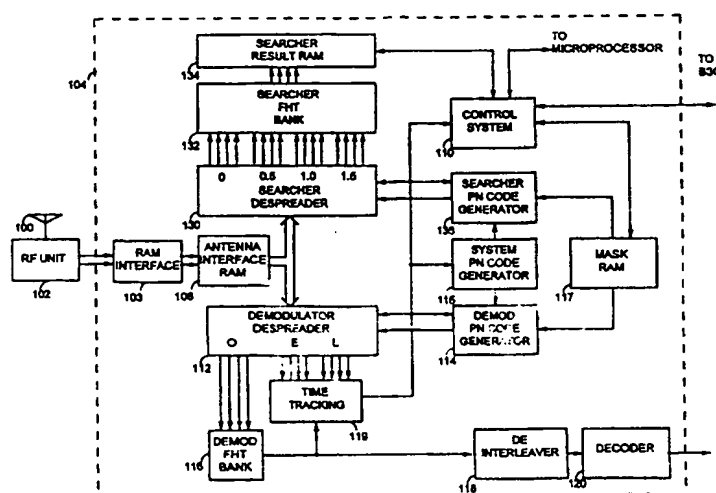 104
SEARCHER
RESULT RAM
134
SEARCHER
FHT
BANK
132
0 0.5 1.0 1.5
SEARCHER
DESPREADER
130
TO
MICROPROCESSOR
TO
CONTROL
SYSTEM
110
SEARCHER
PN CODE
GENERATOR
SYSTEM
PN CODE
GENERATOR
116
MASK
RAM
117
100
RF UNIT
102
RAM
INTERFACE
103
ANTENNA
INTERFACE
RAM
DEMODULATOR
DESPREADER
O E L
112
DEMOD
PN CODE
GENERATOR
114
TIME
TRACKING
119
DEMOD
FHT
BANK
DE
INTERLEAVER
118
DECODER
120